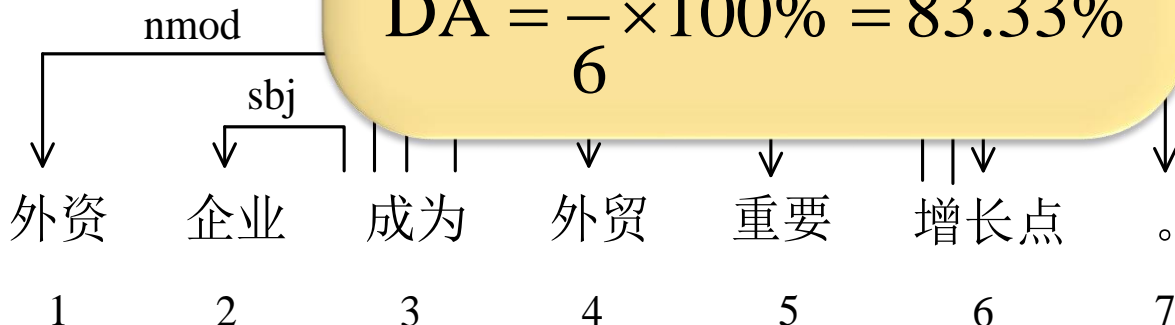 DA = — ×100% = 83.33%
6
nmod
sbj
外资 企业 成为 外贸 重要 增长点 。
1 2 3 4 5 6 7